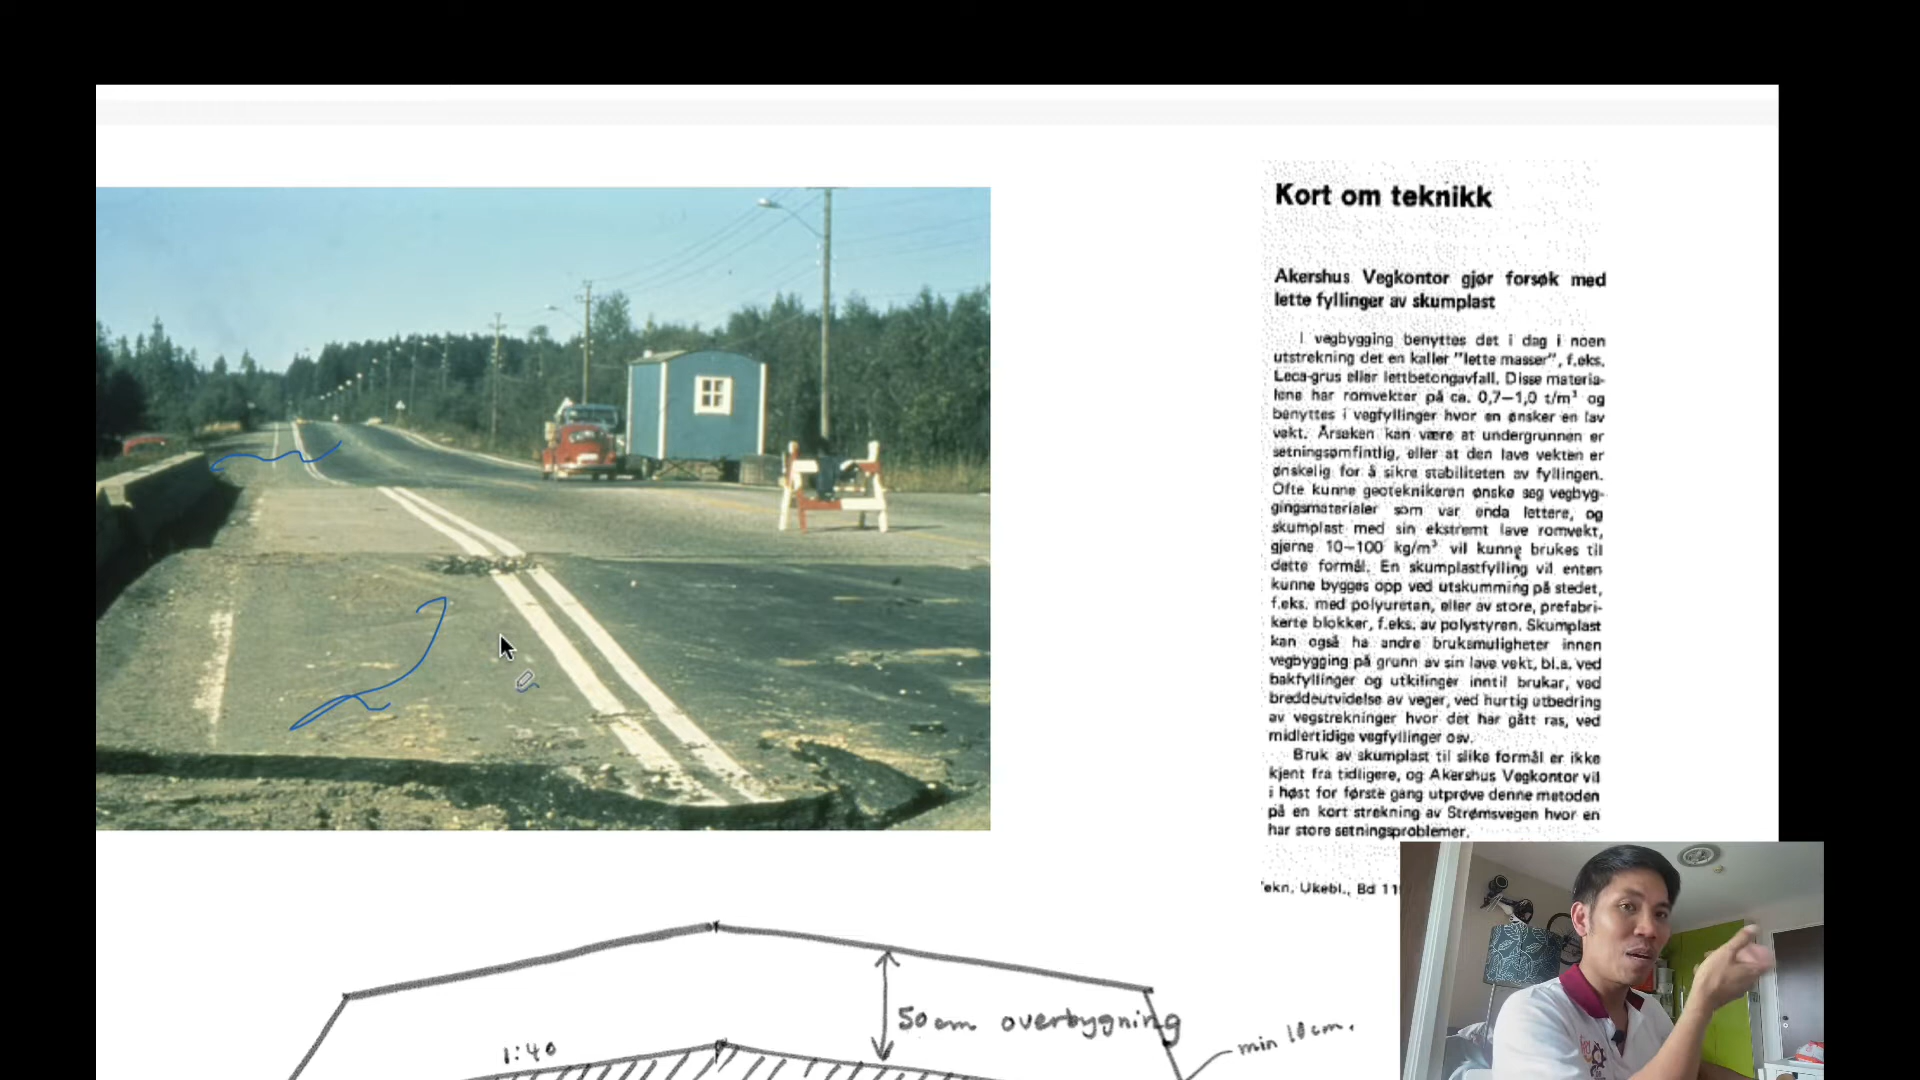 Kort om teknikk
Akershus Vegkontor gjør forsøk med
lette fyllinger av skumplast
I vegbygging benyttes det i dag i noen
utstrekning det en kaller "lette masser", f.eks.
Leca-grus eller lettbetongavfall. Disse materia-
lene har romvekter på ca. 0,7–1,0 t/m³ og
benyttes i vegfyllinger hvor en ønsker en lav
vekt. Årsaken kan være at undergrunnen er
setningsømfintlig, eller at den lave vekten er
ønskelig for å sikre stabiliteten av fyllingen.
Ofte kunne geoteknikeren ønske seg vegbyg-
gingsmaterialer som var enda lettere, og
skumplast med sin ekstremt lave romvekt,
gjerne 10–100 kg/m³ vil kunne brukes til
dette formål. En skumplastfylling vil enten
kunne bygges opp ved utskumming på stedet,
f.eks. med polyuretan, eller av store, prefabri-
kerte blokker, f.eks. av polystyren. Skumplast
kan også ha andre bruksmuligheter innen
vegbygging på grunn av sin lave vekt, bl.a. ved
bakfyllinger og utkilinger inntil brukar, ved
breddeutvidelse av veger, ved hurtig utbedring
av vegstrekninger hvor det har gått ras, ved
midlertidige vegfyllinger osv.
Bruk av skumplast til slike formål er ikke
kjent fra tidligere, og Akershus Vegkontor vil
i høst for første gang utprøve denne metoden
på en kort strekning av Strømsvegen hvor en
har store setningsproblemer.
ekn. Ukebl., Bd 11
50 cm overbygning
min 10 cm.
1:40